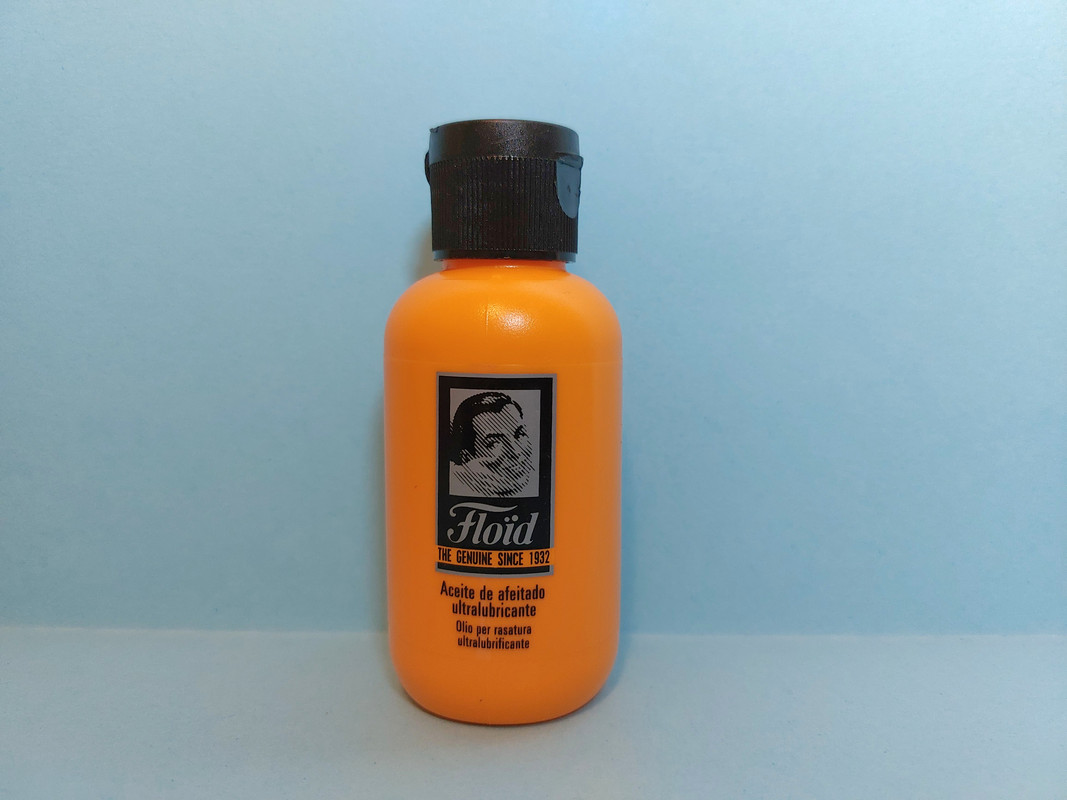 Floïd
THE GENUINE SINCE 1932
Aceite de afeitado
ultralubricante
Olio per rasatura
ultralubrificante